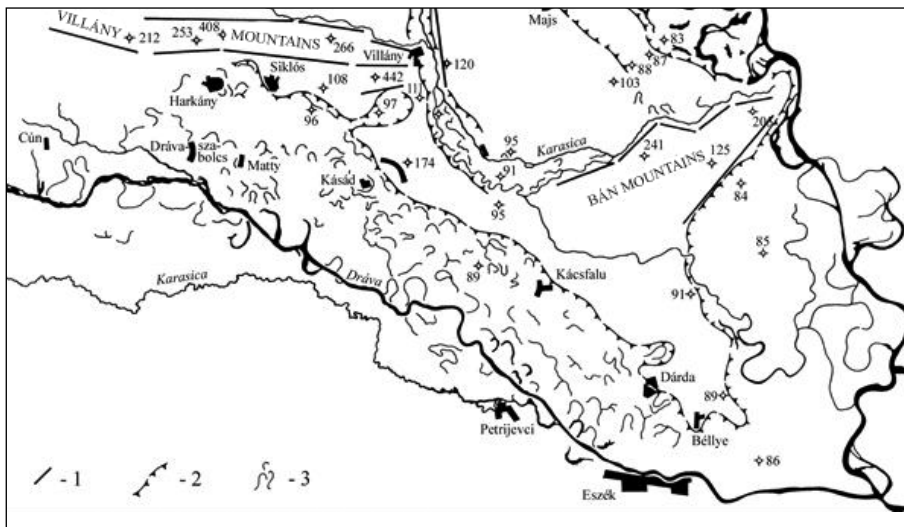 VILLÁNY
MOUNTAINS
212
253
408
266
Villány
Majs
83
87
88
103
120
Harkány
Siklós
108
442
111
97
96
Cún
Dráva-
sza-
bolcs
Matty
Kásád
174
95
91
95
Karasica
241
125
205
BÁN MOUNTAINS
84
85
Karasica
Dráva
89
Kácsfalu
91
Dárda
89
Petrijevci
Béllye
86
Eszék
- 1
- 2
- 3